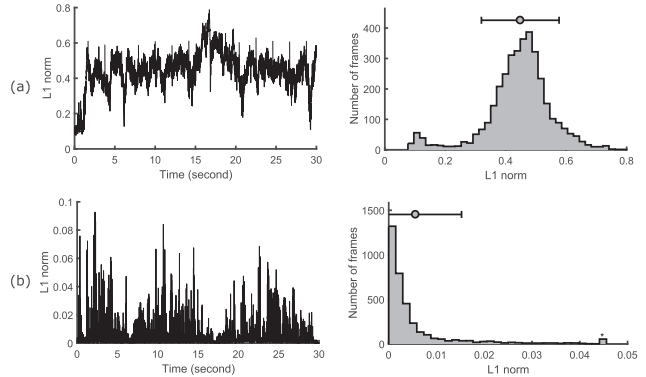 (a)
L1 norm
0.8
0.6
0.4
0.2
0
0 5 10 15 20 25 30
Time (second)
Number of frames
400
300
200
100
0
0 0.2 0.4 0.6 0.8
L1 norm
(b)
L1 norm
0.1
0.08
0.06
0.04
0.02
0
0 5 10 15 20 25 30
Time (second)
Number of frames
1500
1000
500
0
*
0 0.01 0.02 0.03 0.04 0.05
L1 norm